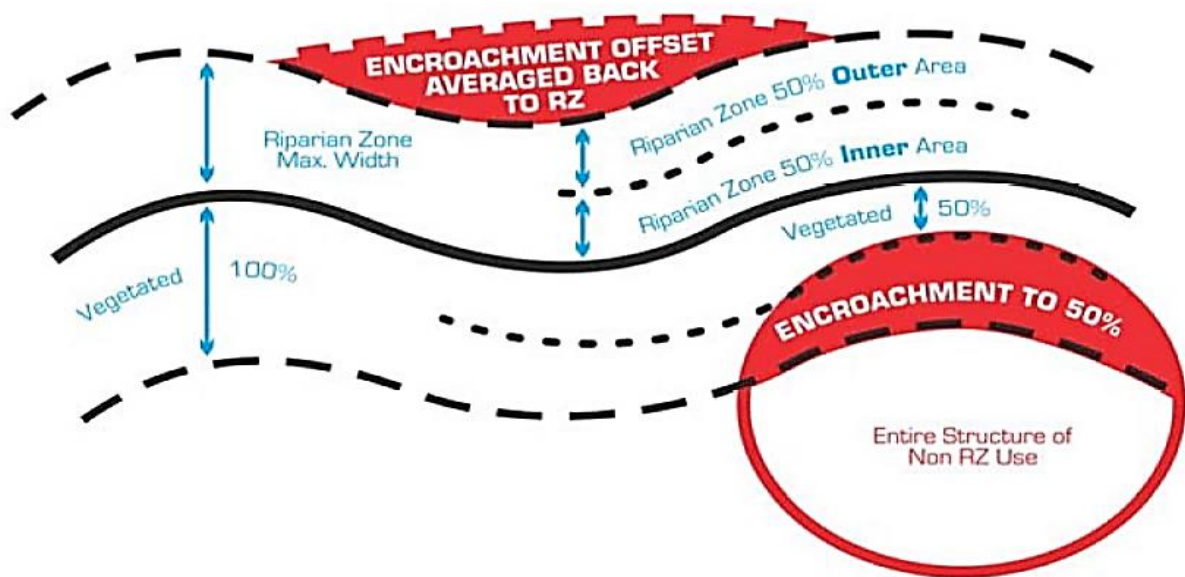 ENCROACHMENT OFFSET
AVERAGED BACK
TO RZ
Riparian Zone
Max. Width
Riparian Zone 50% Outer Area
Riparian Zone 50% Inner Area
Vegetated 50%
Vegetated 100%
ENCROACHMENT TO 50%
Entire Structure of
Non RZ Use